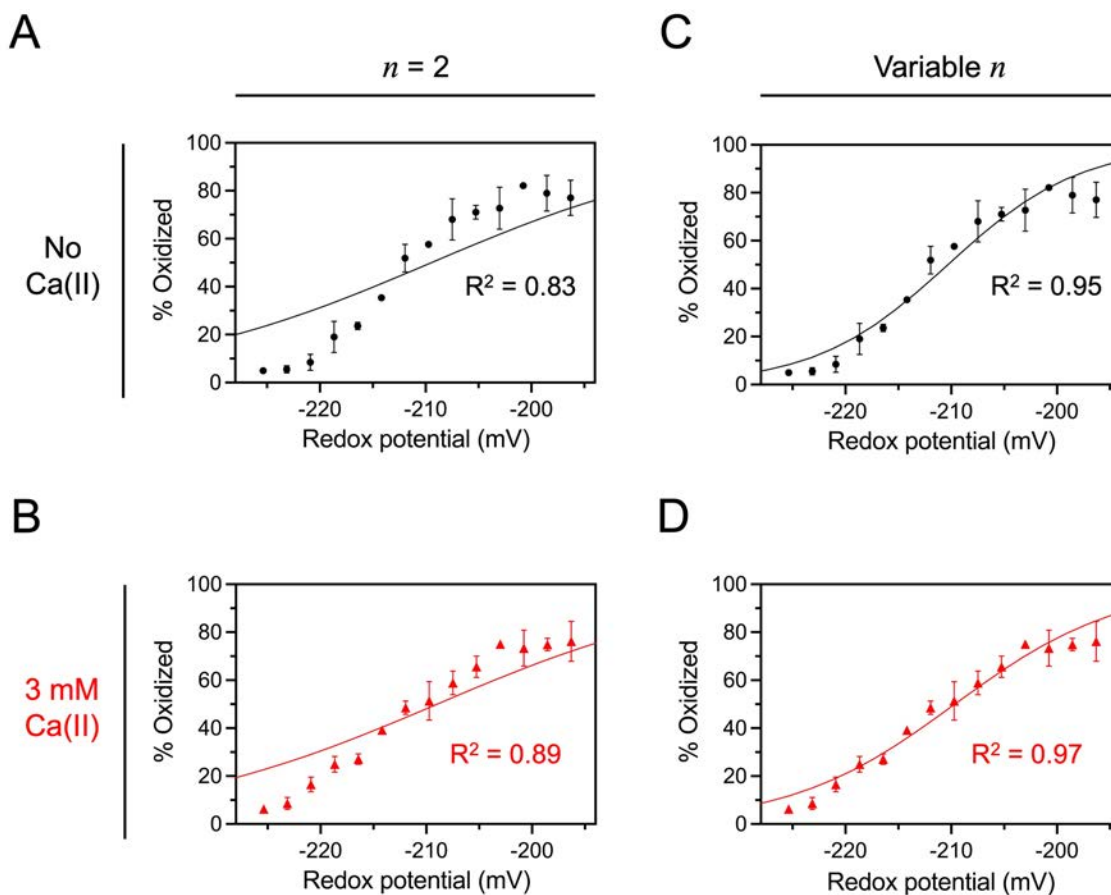 A
C
n = 2
Variable n
No
Ca(II)
% Oxidized
100
80
60
40
20
0
R² = 0.83
-220
-210
-200
Redox potential (mV)
% Oxidized
100
80
60
40
20
0
R² = 0.95
-220
-210
-200
Redox potential (mV)
B
D
3 mM
Ca(II)
% Oxidized
100
80
60
40
20
0
R² = 0.89
-220
-210
-200
Redox potential (mV)
% Oxidized
100
80
60
40
20
0
R² = 0.97
-220
-210
-200
Redox potential (mV)